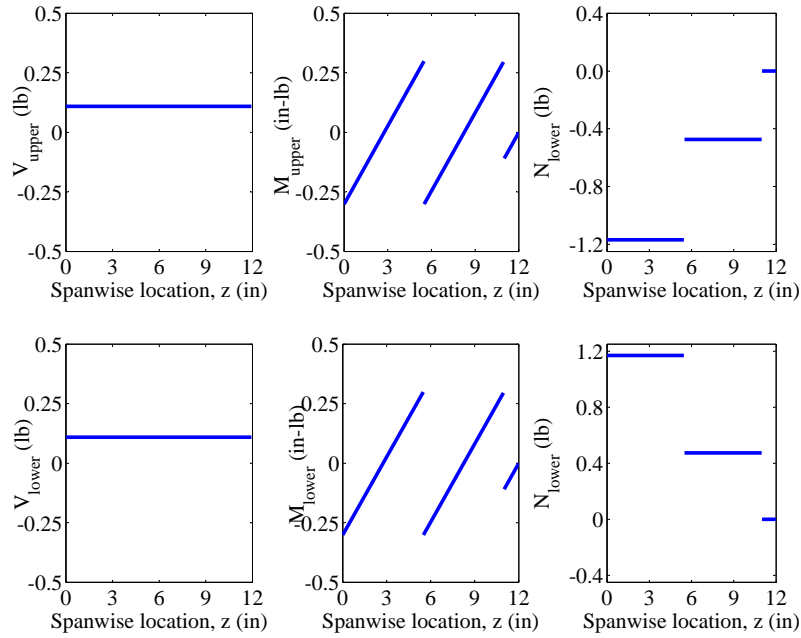 0.5
0.25
0
-0.25
-0.5
V_upper (lb)
0 3 6 9 12
Spanwise location, z (in)
0.5
0.25
0
-0.25
-0.5
M_upper (in-lb)
0 3 6 9 12
Spanwise location, z (in)
0.4
0.0
-0.4
-0.8
-1.2
N_lower (lb)
0 3 6 9 12
Spanwise location, z (in)
0.5
0.25
0
-0.25
-0.5
V_lower (lb)
0 3 6 9 12
Spanwise location, z (in)
0.5
0.25
0
-0.25
-0.5
M_lower (in-lb)
0 3 6 9 12
Spanwise location, z (in)
1.2
0.8
0.4
0
-0.4
N_lower (lb)
0 3 6 9 12
Spanwise location, z (in)